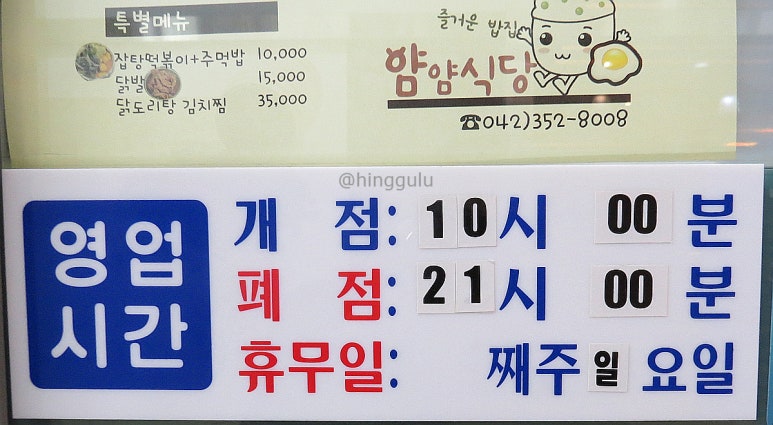 특별메뉴
잡탕떡볶이+주먹밥 10,000
닭발 15,000
닭도리탕 김치찜 35,000
즐거운 밥집
얌얌식당
☎042)352-8008
@hinggulu
영업시간
개 점: 10시 00분
폐 점: 21시 00분
휴무일: 째주 일요일